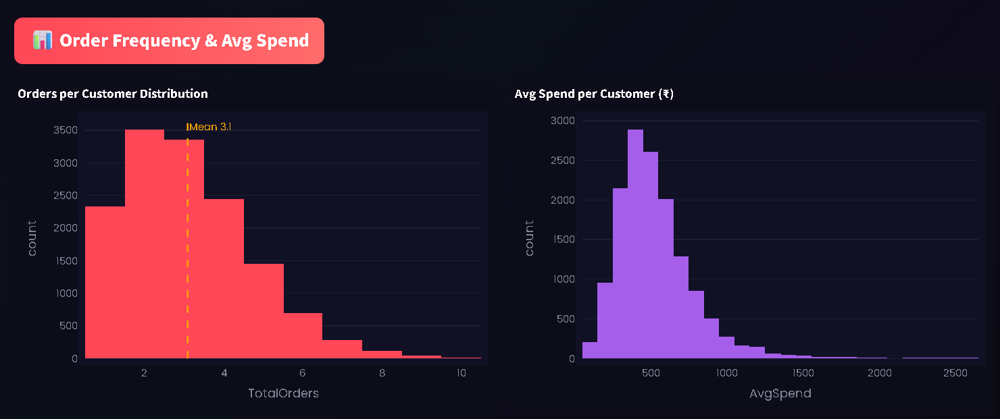 📊 Order Frequency & Avg Spend
Orders per Customer Distribution
Mean 3.1
3500
3000
2500
2000
1500
1000
500
0
count
2 4 6 8 10
TotalOrders
Avg Spend per Customer (₹)
3000
2500
2000
1500
1000
500
0
count
500 1000 1500 2000 2500
AvgSpend